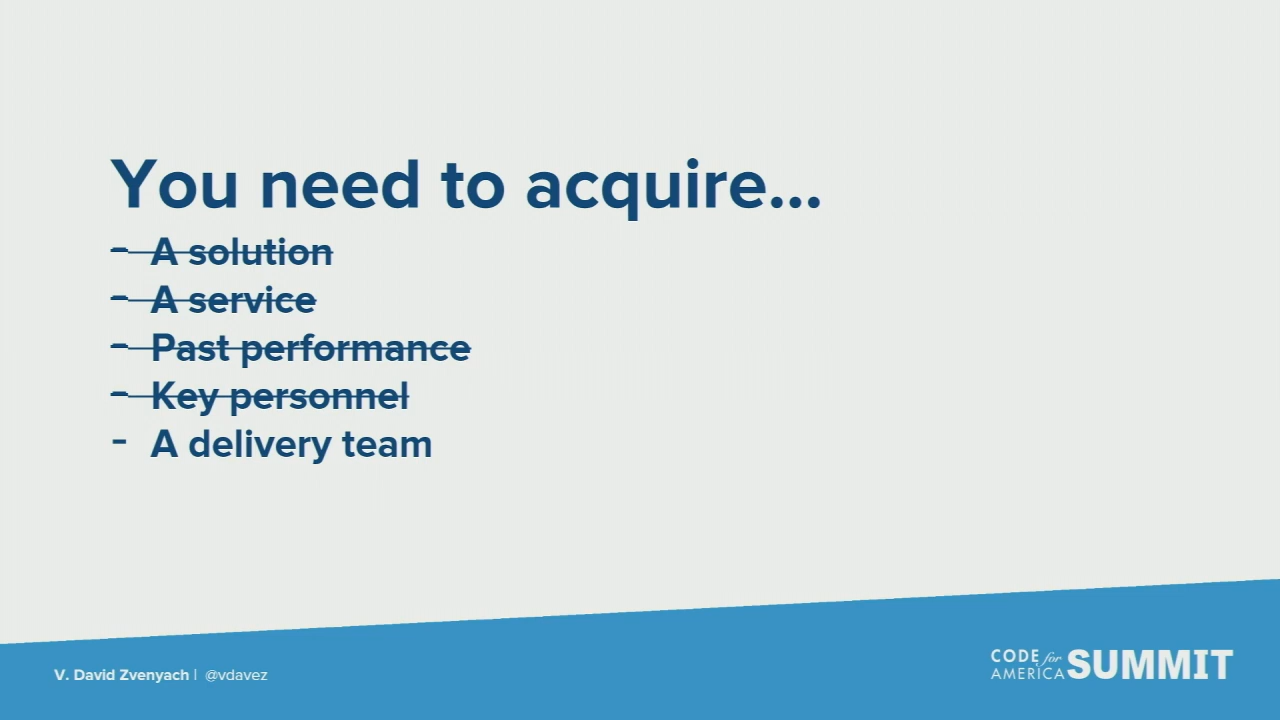 You need to acquire...
- A solution
- A service
- Past performance
- Key personnel
- A delivery team
V. David Zvenyach | @vdavez
CODE for
AMERICA SUMMIT